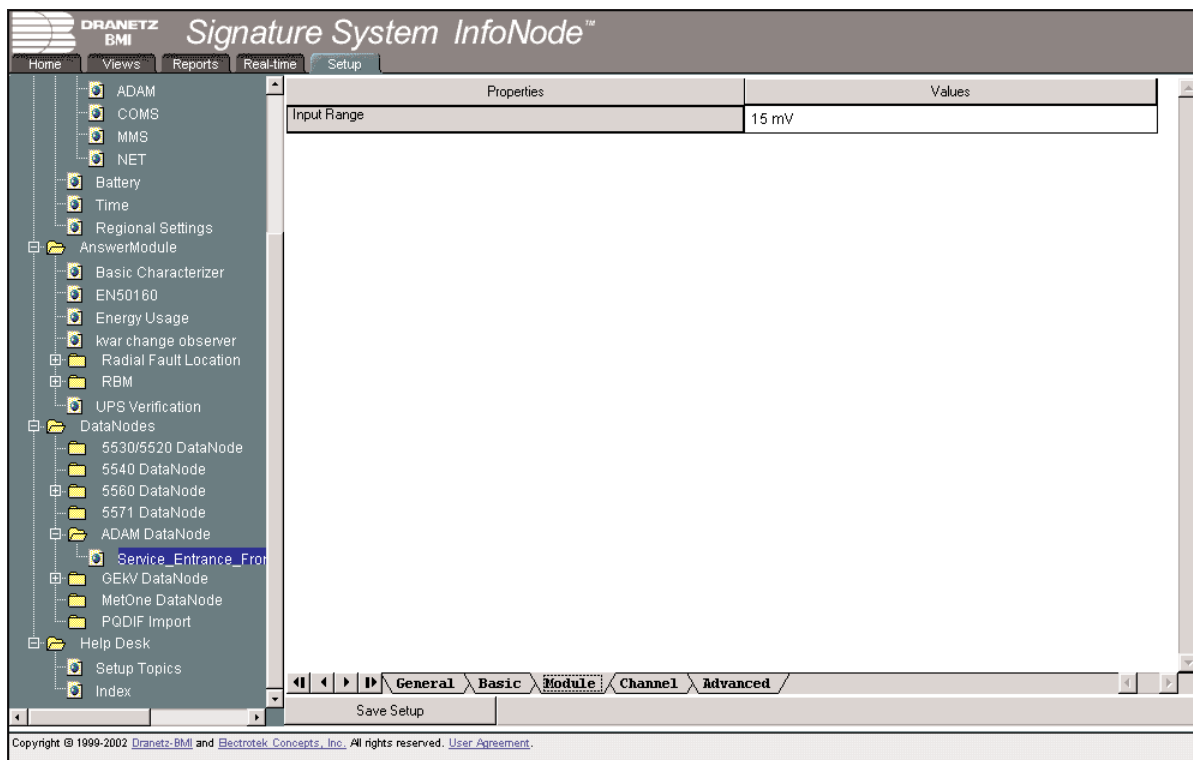 DRANETZ
BMI
Signature System InfoNode™
Home Views Reports Real-time Setup
ADAM
COMS
MMS
NET
Battery
Time
Regional Settings
AnswerModule
Basic Characterizer
EN50160
Energy Usage
kvar change observer
Radial Fault Location
RBM
UPS Verification
DataNodes
5530/5520 DataNode
5540 DataNode
5560 DataNode
5571 DataNode
ADAM DataNode
Service_Entrance_Fror
GEkV DataNode
MetOne DataNode
PQDIF Import
Help Desk
Setup Topics
Index
Properties Values
Input Range 15 mV
General Basic Module Channel Advanced
Save Setup
Copyright © 1999-2002 Dranetz-BMI and Electrotek Concepts, Inc. All rights reserved. User Agreement.